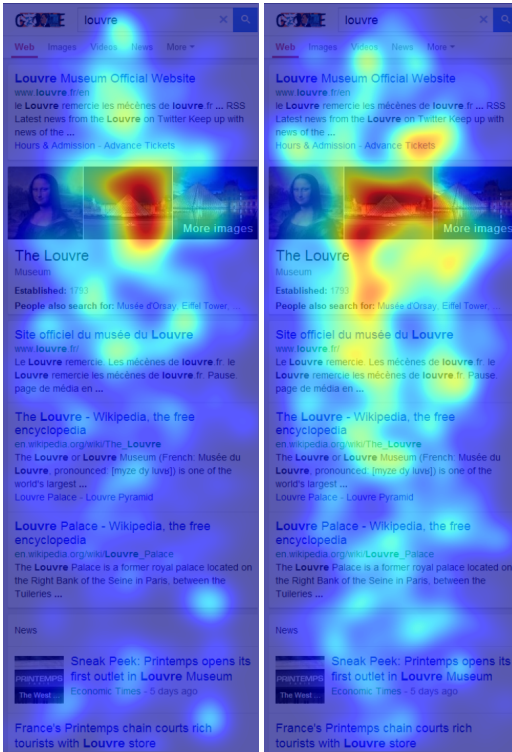 Google
louvre
Web Images Videos News More
Louvre Museum Official Website
www.louvre.fr/en
le Louvre remercie les mécènes de louvre.fr ... RSS
Latest news from the Louvre on Twitter Keep up with
news of the ...
Hours & Admission - Advance Tickets
More images
The Louvre
Museum
Established: 1793
People also search for: Musée d'Orsay, Eiffel Tower, ...
Site officiel du musée du Louvre
www.louvre.fr/
Le Louvre remercie. Les mécènes de louvre.fr. le
Louvre remercie les mécènes de louvre.fr. Pause.
page de média en ...
The Louvre - Wikipedia, the free
encyclopedia
en.wikipedia.org/wiki/The_Louvre
The Louvre or Louvre Museum (French: Musée du
Louvre, pronounced: [myze dy luvʁ]) is one of the
world's largest ...
Louvre Palace - Louvre Pyramid
Louvre Palace - Wikipedia, the free
encyclopedia
en.wikipedia.org/wiki/Louvre_Palace
The Louvre Palace is a former royal palace located on
the Right Bank of the Seine in Paris, between the
Tuileries ...
News
PRINTEMPS
The West ...
Sneak Peek: Printemps opens its
first outlet in Louvre Museum
Economic Times - 5 days ago
France's Printemps chain courts rich
tourists with Louvre store
Google
louvre
Web Images Videos News More
Louvre Museum Official Website
www.louvre.fr/en
le Louvre remercie les mécènes de louvre.fr ... RSS
Latest news from the Louvre on Twitter Keep up with
news of the ...
Hours & Admission - Advance Tickets
More images
The Louvre
Museum
Established: 1793
People also search for: Musée d'Orsay, Eiffel Tower, ...
Site officiel du musée du Louvre
www.louvre.fr/
Le Louvre remercie. Les mécènes de louvre.fr. le
Louvre remercie les mécènes de louvre.fr. Pause.
page de média en ...
The Louvre - Wikipedia, the free
encyclopedia
en.wikipedia.org/wiki/The_Louvre
The Louvre or Louvre Museum (French: Musée du
Louvre, pronounced: [myze dy luvʁ]) is one of the
world's largest ...
Louvre Palace - Louvre Pyramid
Louvre Palace - Wikipedia, the free
encyclopedia
en.wikipedia.org/wiki/Louvre_Palace
The Louvre Palace is a former royal palace located on
the Right Bank of the Seine in Paris, between the
Tuileries ...
News
PRINTEMPS
The West ...
Sneak Peek: Printemps opens its
first outlet in Louvre Museum
Economic Times - 5 days ago
France's Printemps chain courts rich
tourists with Louvre store